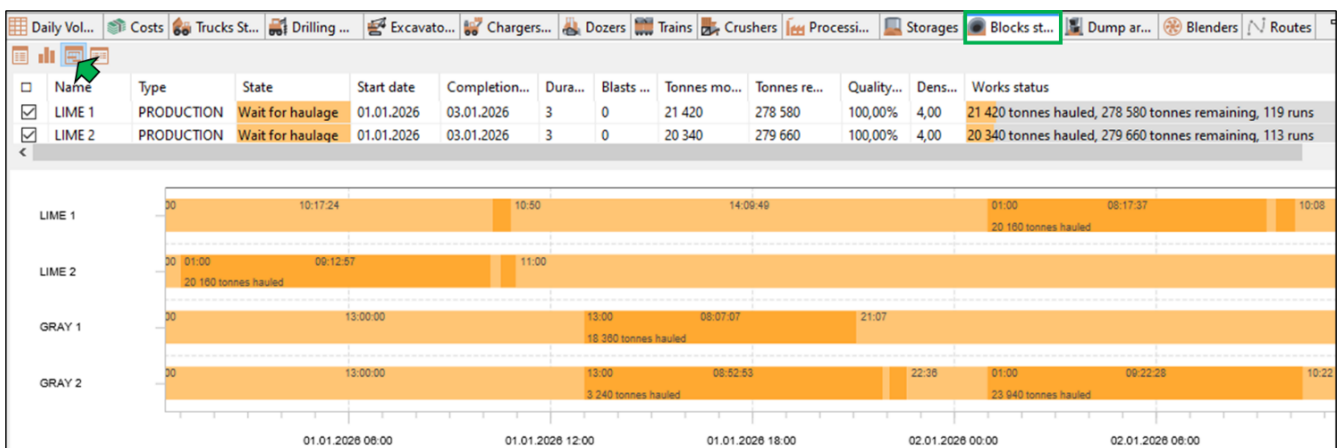 Daily Vol... Costs Trucks St... Drilling ... Excavato... Chargers... Dozers Trains Crushers Processi... Storages Blocks st... Dump ar... Blenders Routes
Name Type State Start date Completion... Dura... Blasts ... Tonnes mo... Tonnes re... Quality... Dens... Works status
LIME 1 PRODUCTION Wait for haulage 01.01.2026 03.01.2026 3 0 21 420 278 580 100,00% 4,00 21 420 tonnes hauled, 278 580 tonnes remaining, 119 runs
LIME 2 PRODUCTION Wait for haulage 01.01.2026 03.01.2026 3 0 20 340 279 660 100,00% 4,00 20 340 tonnes hauled, 279 660 tonnes remaining, 113 runs
00 10:17:24 10:50 14:09:49 01:00 08:17:37 10:08
LIME 1
20 160 tonnes hauled
00 01:00 09:12:57 11:00
LIME 2
20 160 tonnes hauled
00 13:00:00 13:00 08:07:07 21:07
GRAY 1
18 360 tonnes hauled
00 13:00:00 13:00 08:52:53 22:36 01:00 09:22:28 10:22
GRAY 2
3 240 tonnes hauled 23 940 tonnes hauled
01.01.2026 06:00 01.01.2026 12:00 01.01.2026 18:00 02.01.2026 00:00 02.01.2026 06:00